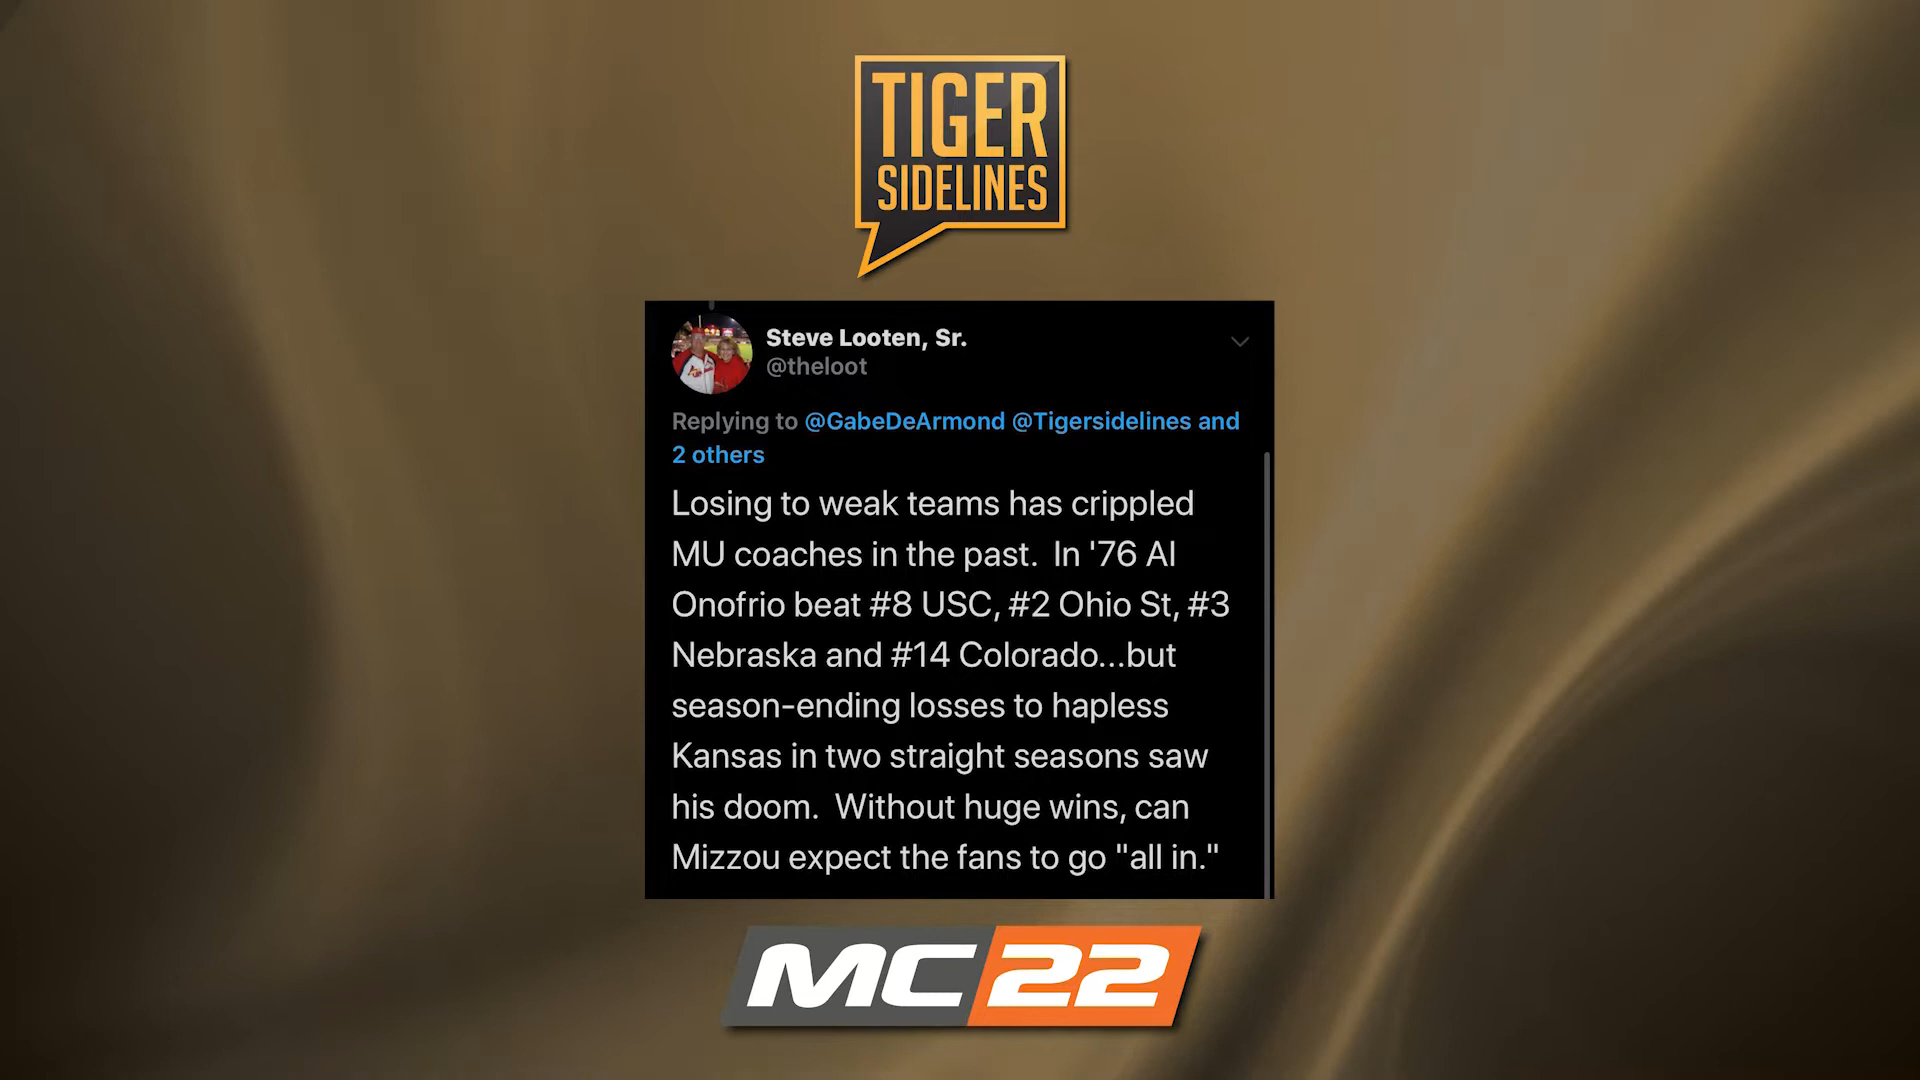 TIGER
SIDELINES
Steve Looten, Sr.
@theloot
Replying to @GabeDeArmond @Tigersidelines and
2 others
Losing to weak teams has crippled
MU coaches in the past.  In '76 Al
Onofrio beat #8 USC, #2 Ohio St, #3
Nebraska and #14 Colorado...but
season-ending losses to hapless
Kansas in two straight seasons saw
his doom.  Without huge wins, can
Mizzou expect the fans to go "all in."
MC22